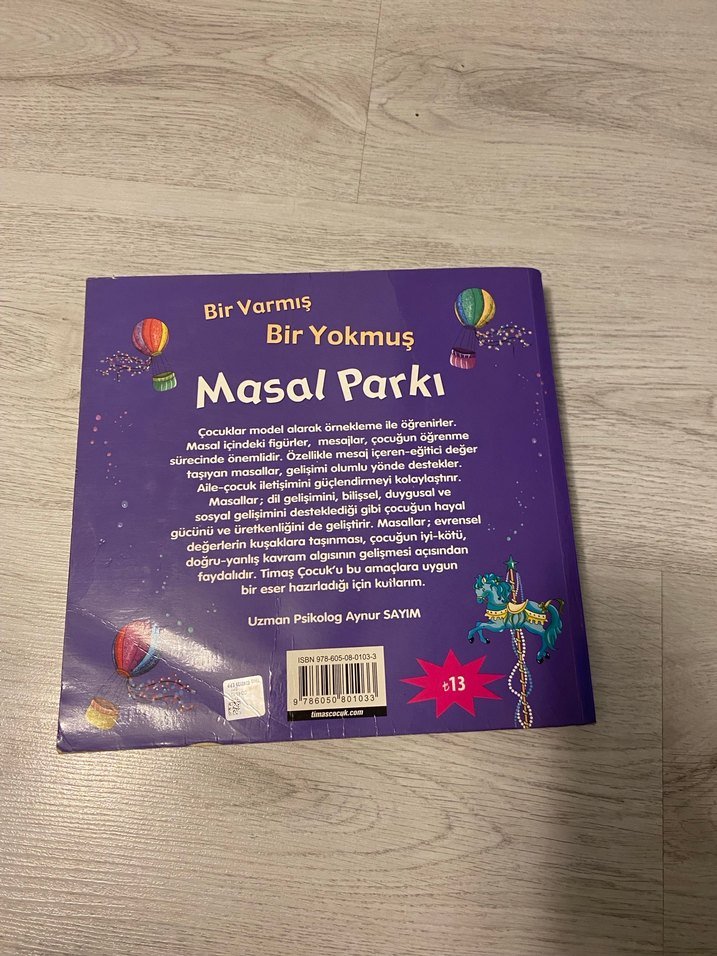 Bir Varmış
Bir Yokmuş
Masal Parkı
Çocuklar model alarak örnekleme ile öğrenirler.
Masal içindeki figürler, mesajlar, çocuğun öğrenme
sürecinde önemlidir. Özellikle mesaj içeren-eğitici değer
taşıyan masallar, gelişimi olumlu yönde destekler.
Aile-çocuk iletişimini güçlendirmeyi kolaylaştırır.
Masallar; dil gelişimini, bilişsel, duygusal ve
sosyal gelişimini desteklediği gibi çocuğun hayal
gücünü ve üretkenliğini de geliştirir. Masallar; evrensel
değerlerin kuşaklara taşınması, çocuğun iyi-kötü,
doğru-yanlış kavram algısının gelişmesi açısından
faydalıdır. Timaş Çocuk'u bu amaçlara uygun
bir eser hazırladığı için kutlarım.
Uzman Psikolog Aynur SAYIM
ISBN 978-605-08-0103-3
9 786050 801033
timascocuk.com
₺13